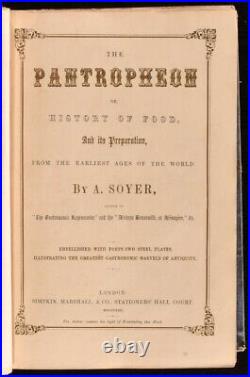 THE
PANTROPHEON
OR,
HISTORY OF FOOD,
And its Preparation,
FROM THE EARLIEST AGES OF THE WORLD.
BY A. SOYER,
AUTHOR OF
"The Gastronomic Regenerator," and the "Modern Housewife, or Ménagère," &c.
EMBELLISHED WITH FORTY-TWO STEEL PLATES,
ILLUSTRATING THE GREATEST GASTRONOMIC MARVELS OF ANTIQUITY.
LONDON:
SIMPKIN, MARSHALL, & CO. STATIONERS' HALL COURT.
The Author reserves the right of Translating this Work.